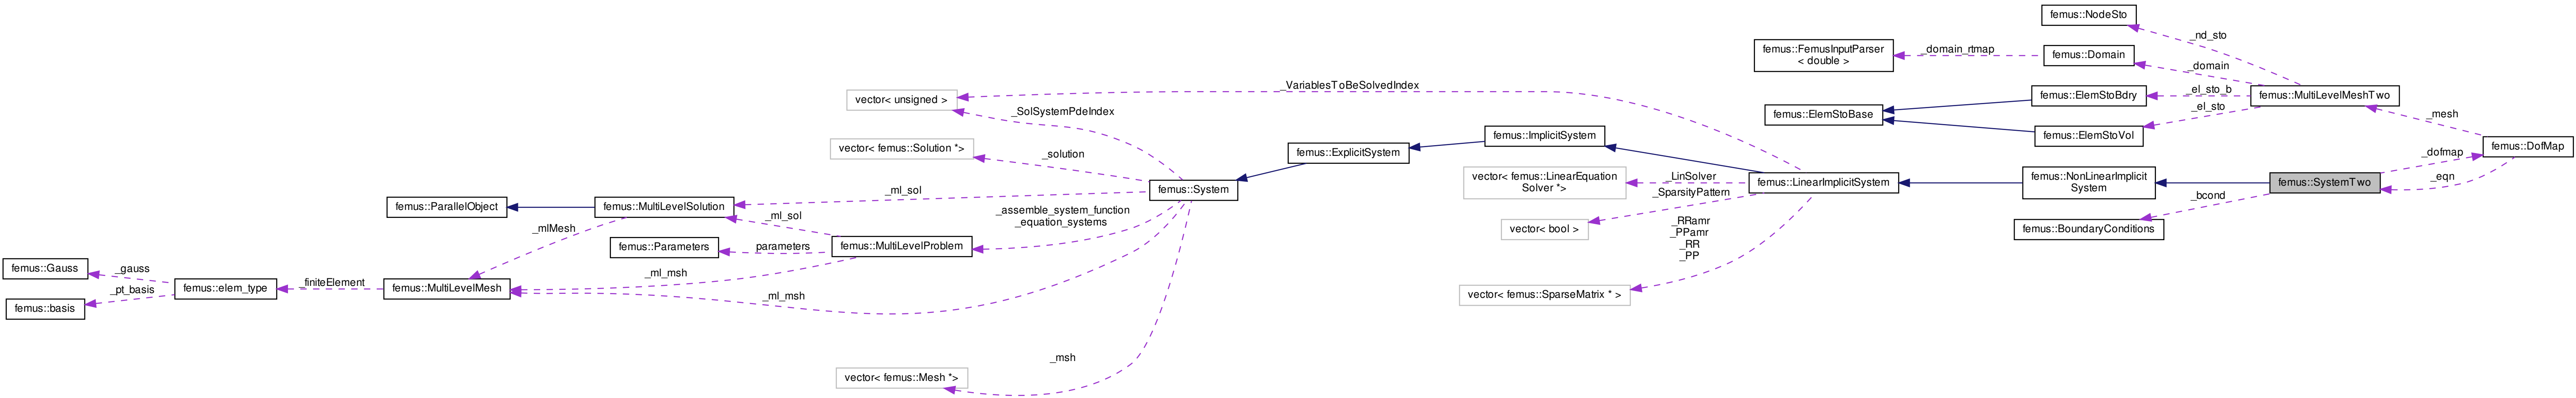 femus::NodeSto
_nd_sto
femus::FemusInputParser
< double >
_domain_rtmap
femus::Domain
_domain
_VariablesToBeSolvedIndex
vector< unsigned >
_SolSystemPdeIndex
femus::ElemStoBdry
_el_sto_b
femus::MultiLevelMeshTwo
_el_sto
femus::ElemStoBase
_mesh
femus::ElemStoVol
femus::ImplicitSystem
vector< femus::Solution *>
_solution
femus::ExplicitSystem
femus::DofMap
_dofmap
vector< femus::LinearEquation
Solver *>
_LinSolver
femus::LinearImplicitSystem
femus::NonLinearImplicit
System
femus::SystemTwo
_eqn
femus::System
_ml_sol
_SparsityPattern
_bcond
femus::ParallelObject
femus::MultiLevelSolution
_ml_sol
_assemble_system_function
_equation_systems
vector< bool >
_RRamr
_PPamr
_RR
_PP
femus::BoundaryConditions
_mlMesh
femus::Parameters
parameters
femus::MultiLevelProblem
femus::Gauss
_gauss
_ml_msh
femus::elem_type
_finiteElement
femus::MultiLevelMesh
_pt_basis
_ml_msh
vector< femus::SparseMatrix * >
femus::basis
_msh
vector< femus::Mesh *>